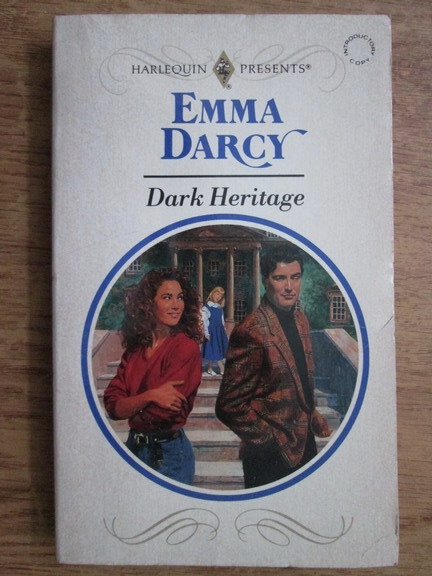 HARLEQUIN PRESENTS®
INTRODUCTORY COPY
EMMA
DARCY
Dark Heritage